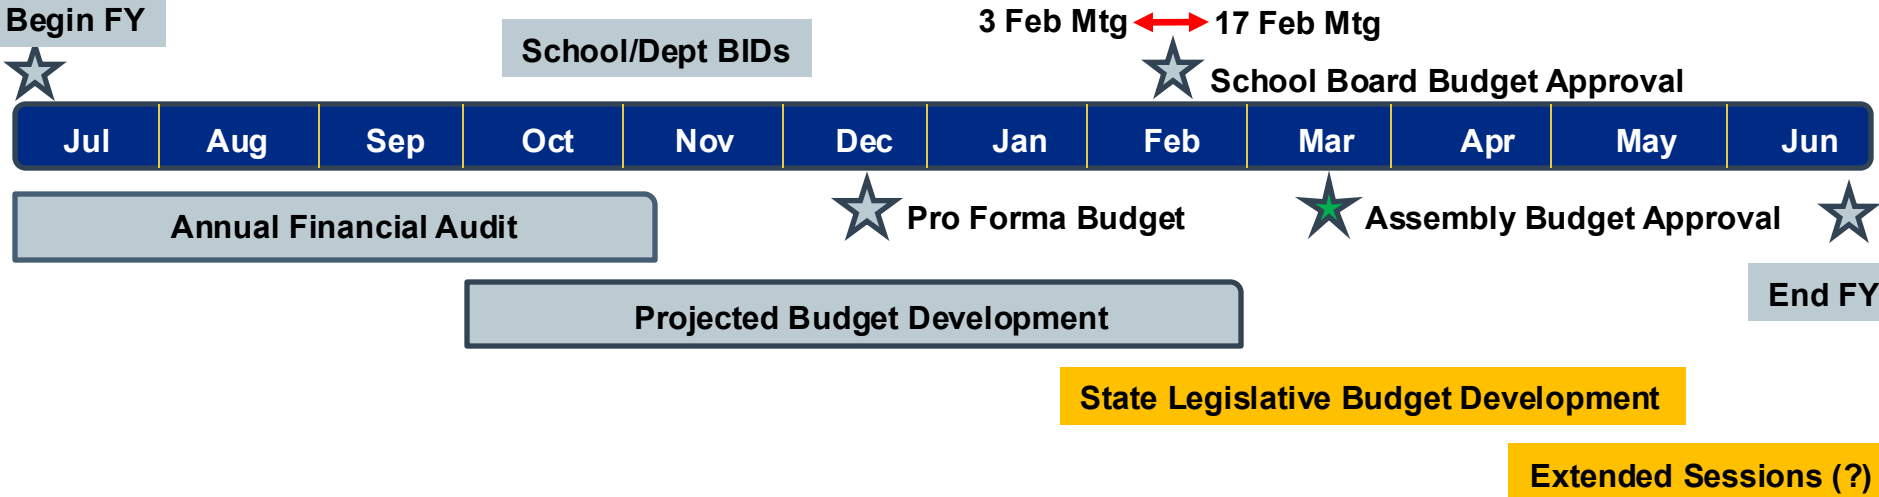 Begin FY
3 Feb Mtg 17 Feb Mtg
School/Dept BIDs
School Board Budget Approval
Jul Aug Sep Oct Nov Dec Jan Feb Mar Apr May Jun
Annual Financial Audit
Pro Forma Budget
Assembly Budget Approval
End FY
Projected Budget Development
State Legislative Budget Development
Extended Sessions (?)